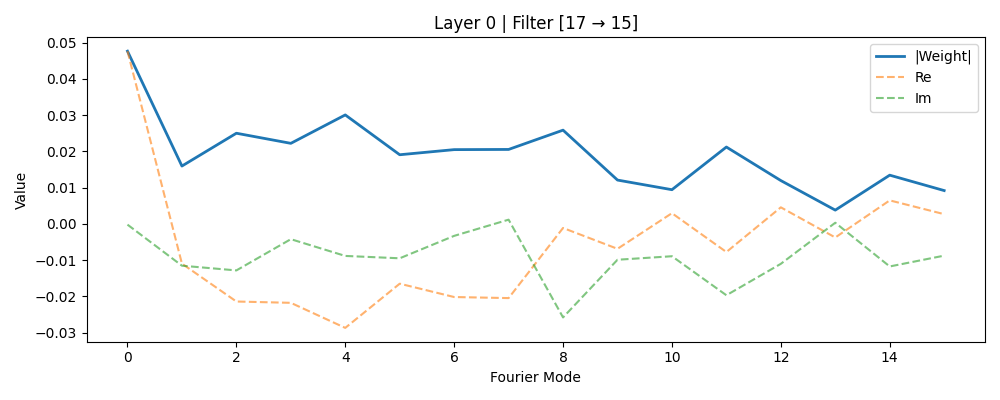 Layer 0 | Filter [17 → 15]
|Weight|
Re
Im
Value
0.05
0.04
0.03
0.02
0.01
0.00
−0.01
−0.02
−0.03
0 2 4 6 8 10 12 14
Fourier Mode